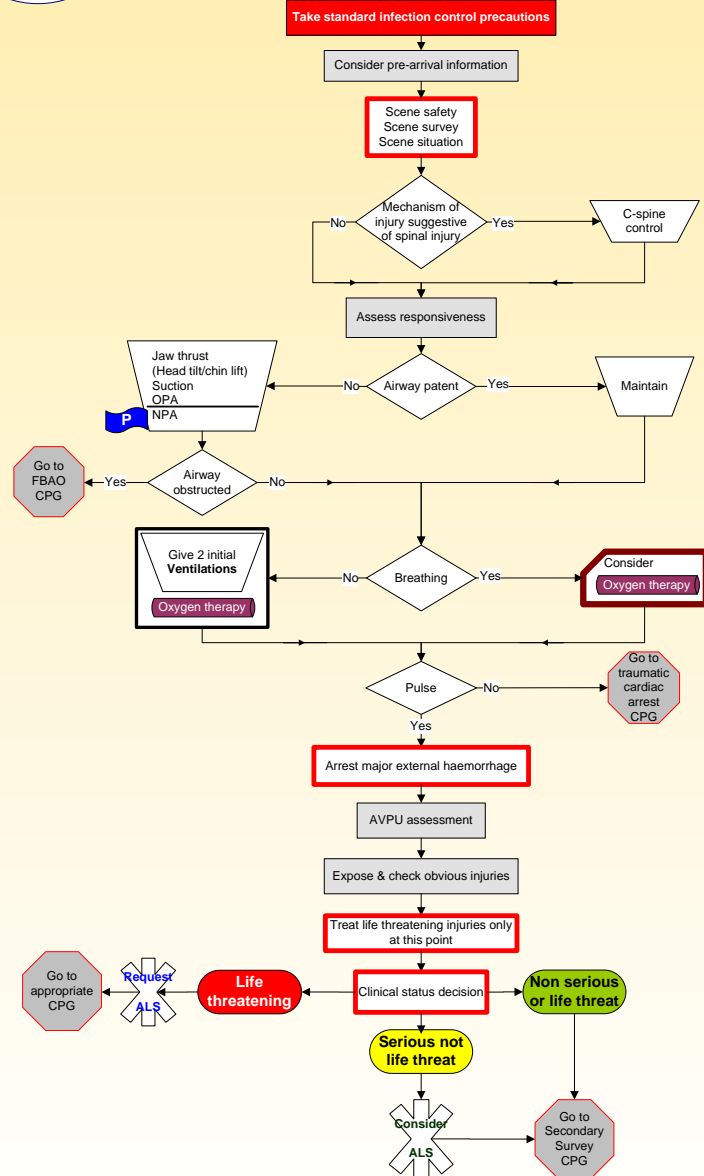 Take standard infection control precautions
Consider pre-arrival information
Scene safety
Scene survey
Scene situation
Mechanism of
injury suggestive
of spinal injury
No
Yes
C-spine
control
Assess responsiveness
Jaw thrust
(Head tilt/chin lift)
Suction
OPA
NPA
P
No
Airway patent
Yes
Maintain
Go to
FBAO
CPG
Yes
Airway
obstructed
No
Give 2 initial
Ventilations
Oxygen therapy
No
Breathing
Yes
Consider
Oxygen therapy
Pulse
No
Go to
traumatic
cardiac
arrest
CPG
Yes
Arrest major external haemorrhage
AVPU assessment
Expose & check obvious injuries
Treat life threatening injuries only
at this point
Go to
appropriate
CPG
Request
ALS
Life
threatening
Clinical status decision
Non serious
or life threat
Serious not
life threat
Consider
ALS
Go to
Secondary
Survey
CPG